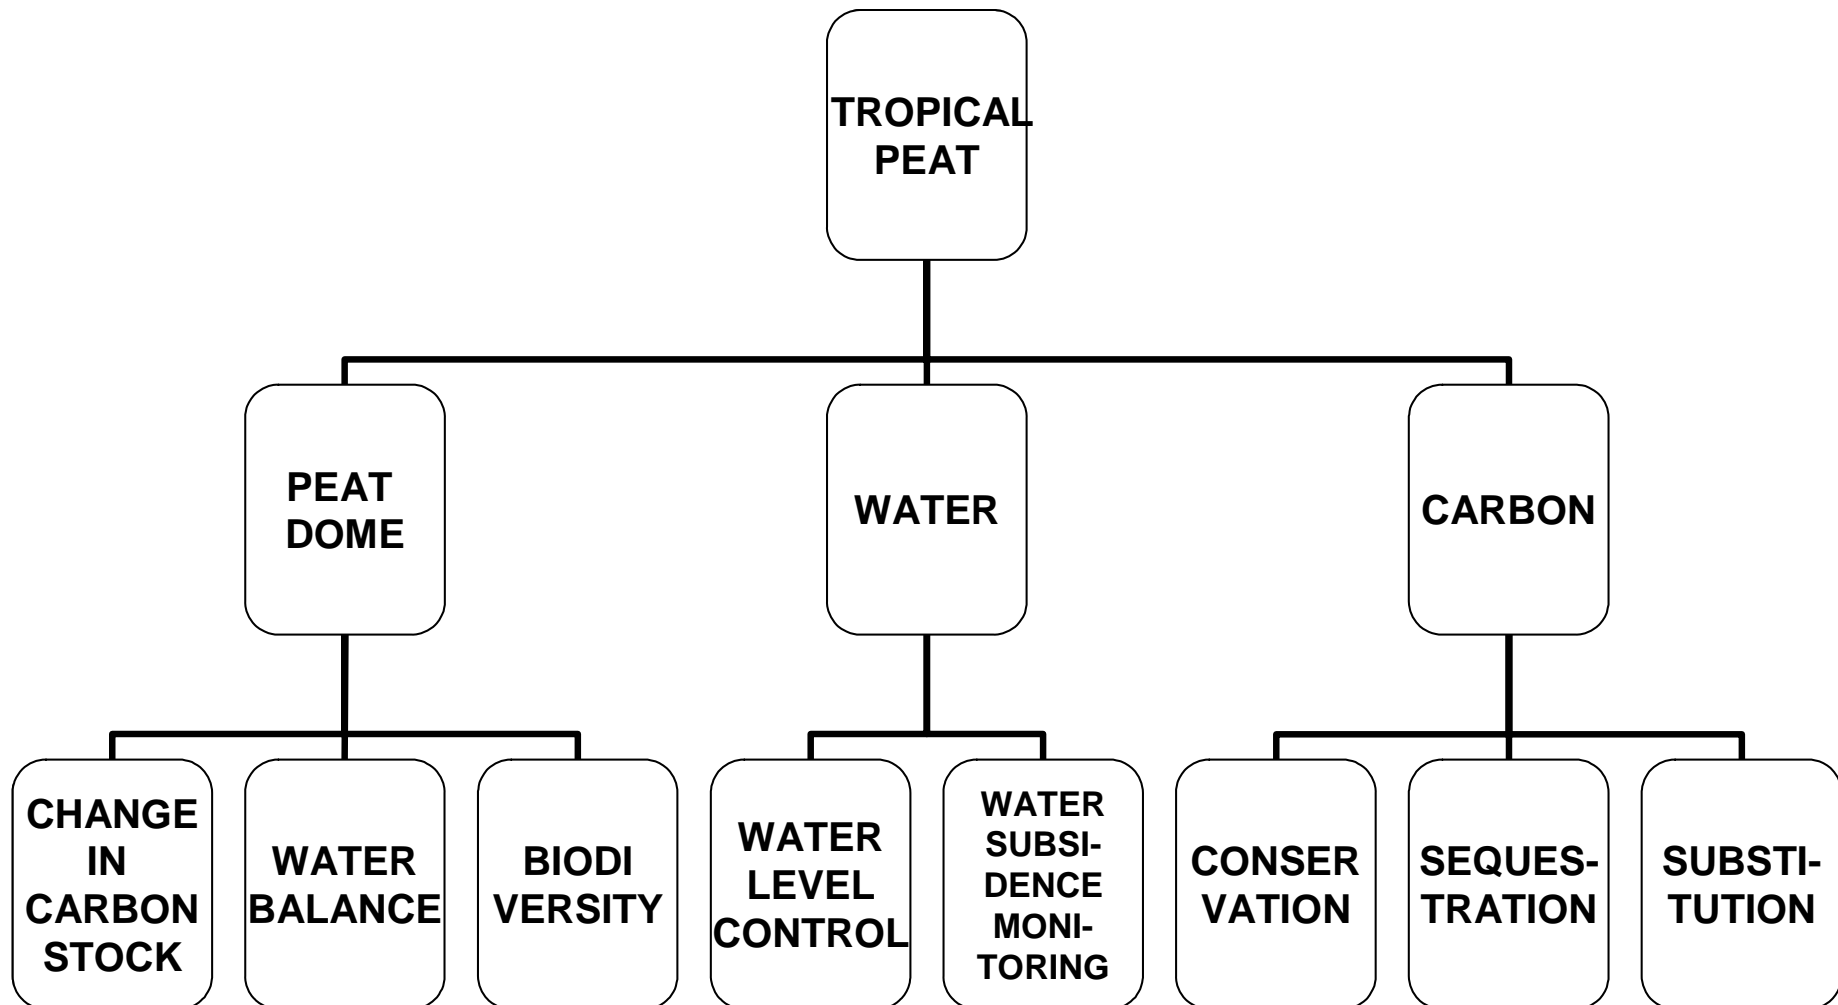 TROPICAL
PEAT
PEAT
DOME
WATER
CARBON
CHANGE
IN
CARBON
STOCK
WATER
BALANCE
BIODI
VERSITY
WATER
LEVEL
CONTROL
WATER
SUBSI-
DENCE
MONI-
TORING
CONSER
VATION
SEQUES-
TRATION
SUBSTI-
TUTION